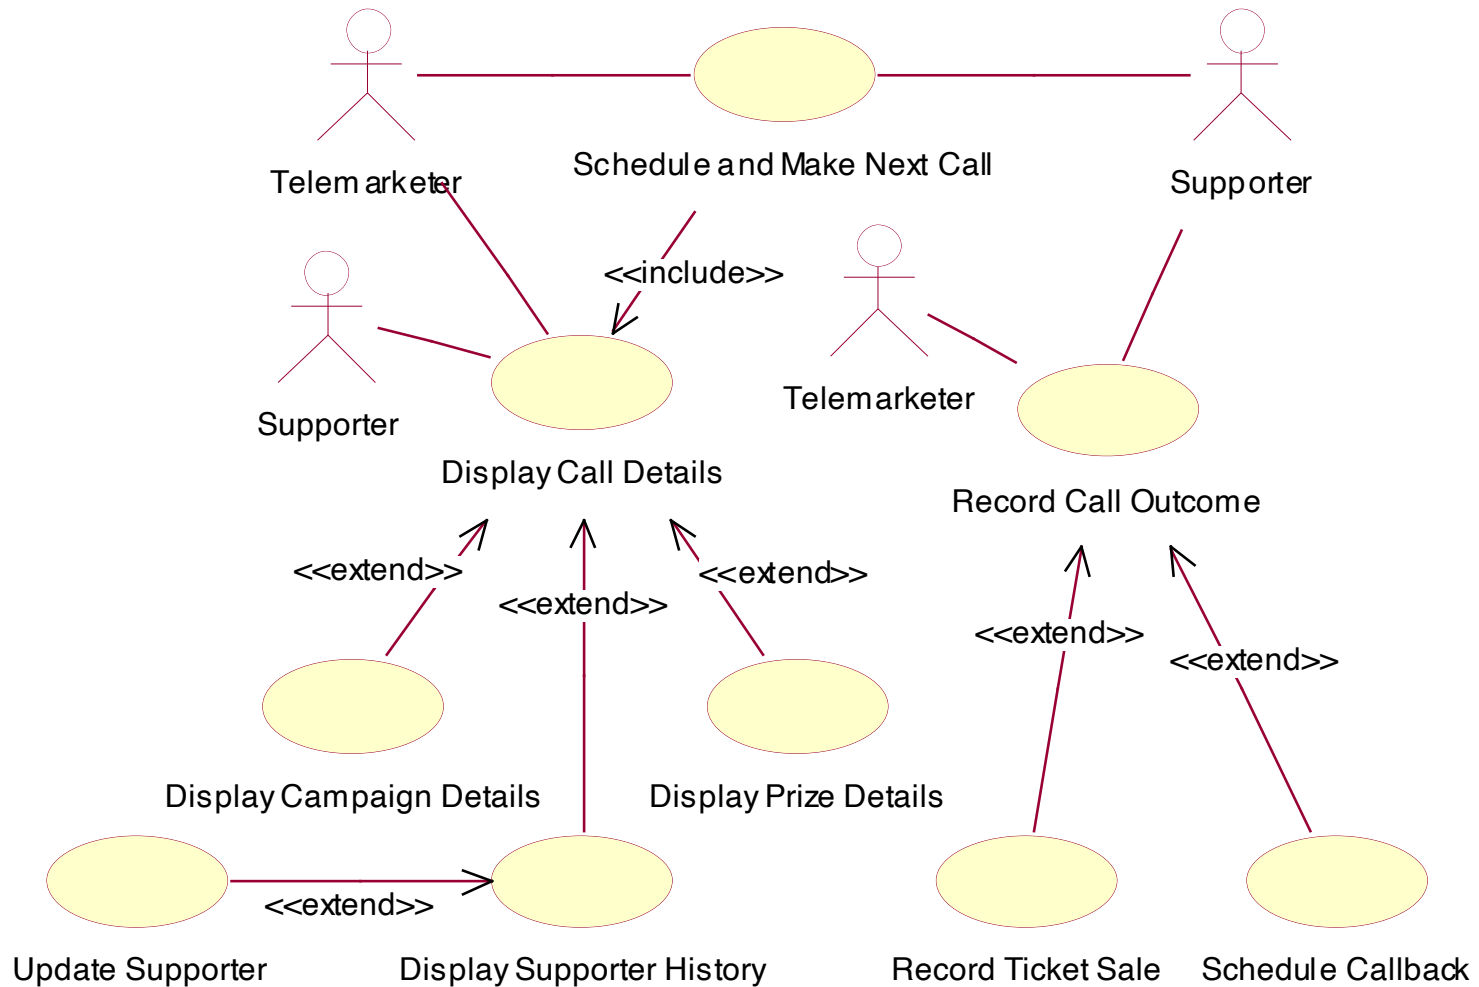 Schedule and Make Next Call
Telemarketer
Supporter
<<include>>
Telemarketer
Supporter
Display Call Details
Record Call Outcome
<<extend>>
<<extend>>
<<extend>>
<<extend>>
<<extend>>
Display Campaign Details
Display Prize Details
<<extend>>
Update Supporter
Display Supporter History
Record Ticket Sale
Schedule Callback